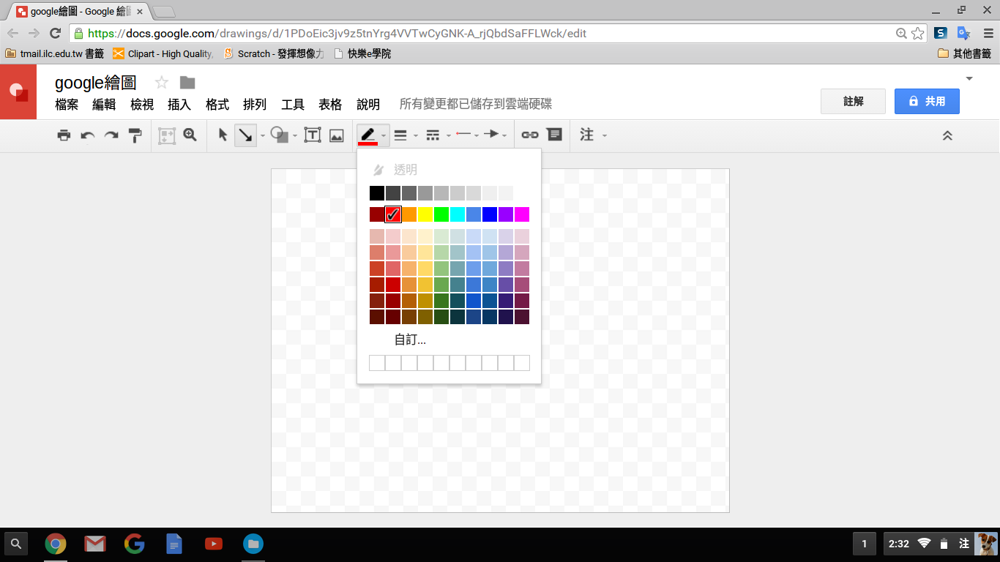 google繪圖 - Google 繪圖
https://docs.google.com/drawings/d/1PDoEic3jv9z5tnYrg4VVTwCyGNK-A_rjQbdSaFFLWck/edit
tmail.ilc.edu.tw 書籤 Clipart - High Quality, Scratch - 發揮想像力 快樂e學院 其他書籤
google繪圖
檔案 編輯 檢視 插入 格式 排列 工具 表格 說明 所有變更都已儲存到雲端硬碟
註解 共用
注
透明
自訂...
1 2:32 注